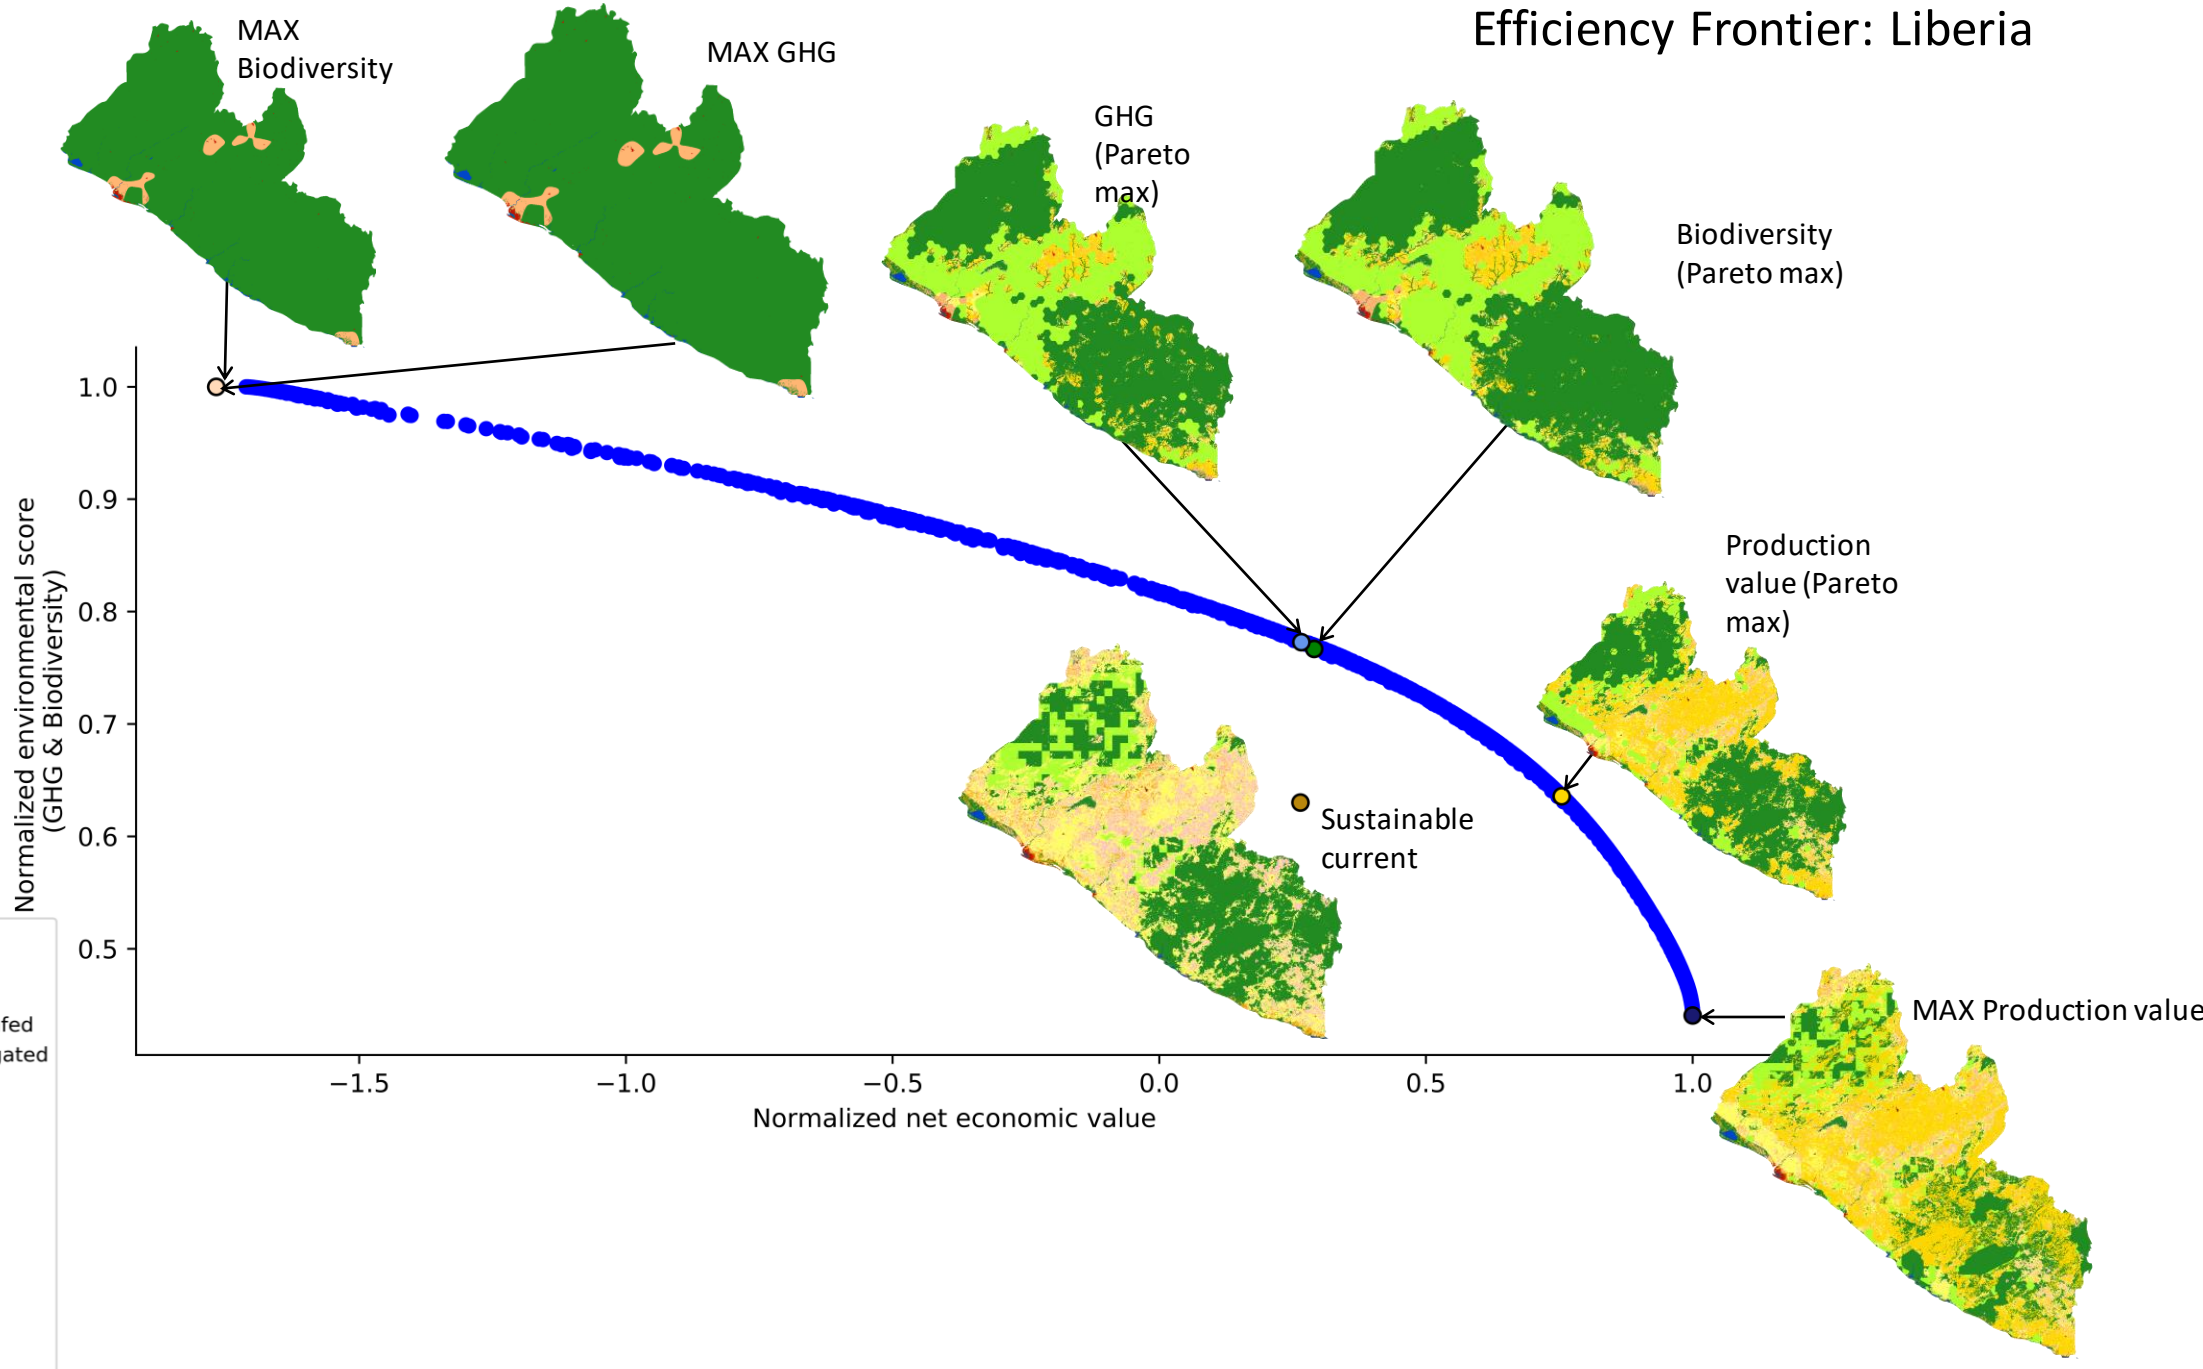 Efficiency Frontier: Liberia
MAX
Biodiversity
MAX GHG
GHG
(Pareto
max)
Biodiversity
(Pareto max)
Production
value (Pareto
max)
Sustainable
current
MAX Production value
Normalized environmental score
(GHG & Biodiversity)
1.0
0.9
0.8
0.7
0.6
0.5
−1.5
−1.0
−0.5
0.0
0.5
1.0
Normalized net economic value
fed